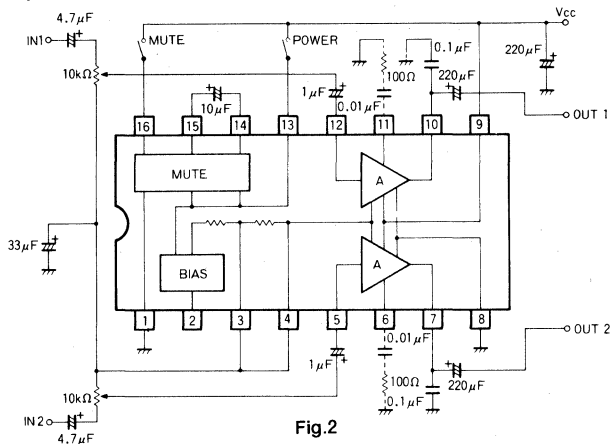 4.7μF
IN1
MUTE
POWER
Vcc
10kΩ
10μF
1μF
0.01μF
100Ω
0.1μF
220μF
220μF
OUT 1
16 15 14 13 12 11 10 9
MUTE
A
33μF
BIAS
A
1 2 3 4 5 6 7 8
1μF
0.01μF
100Ω
0.1μF
220μF
OUT 2
10kΩ
IN2
4.7μF
Fig.2